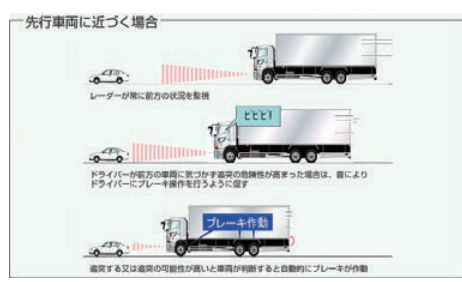 先行車両に近づく場合
レーダーが常に前方の状況を監視
ピピピ!
ドライバーが前方の車両に気づかず追突の危険性が高まった場合は、音により
ドライバーにブレーキ操作を行うように促す
ブレーキ作動
追突する又は追突の可能性が高いと車両が判断すると自動的にブレーキが作動